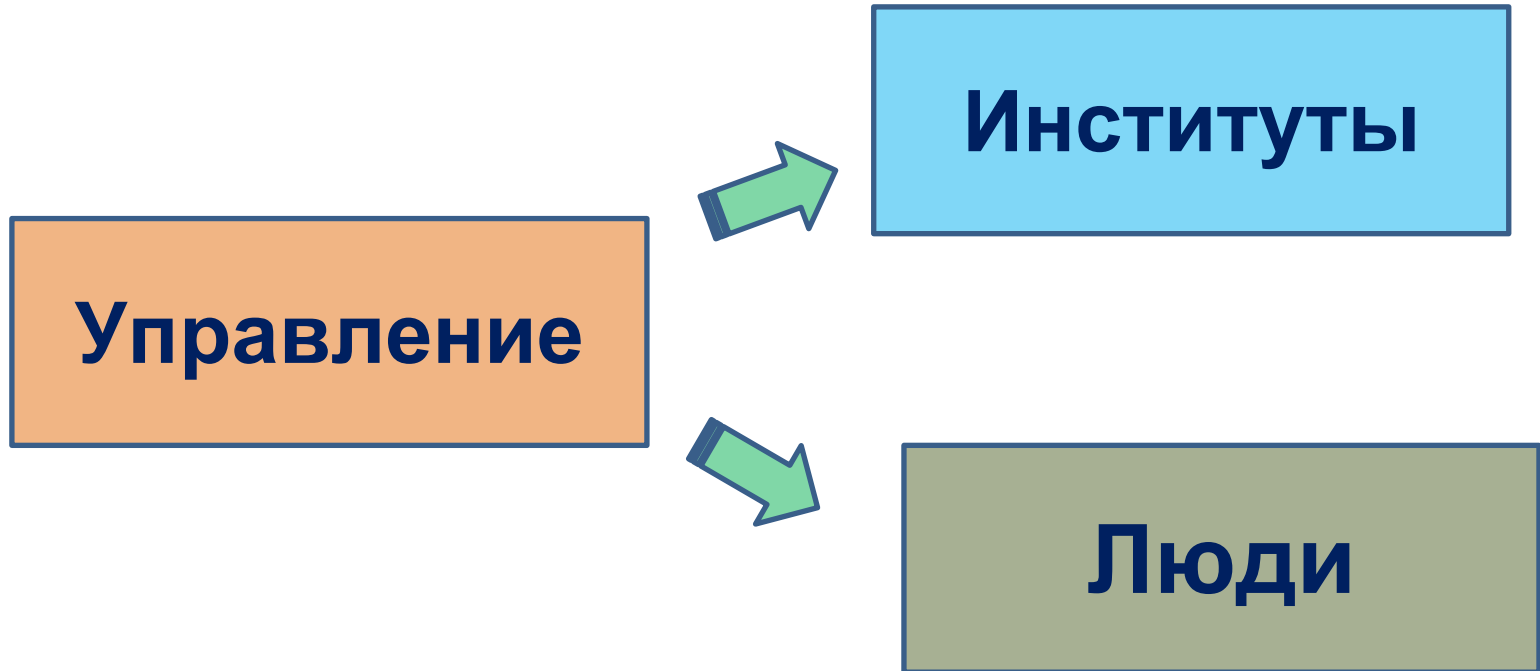 Институты
Управление
Люди